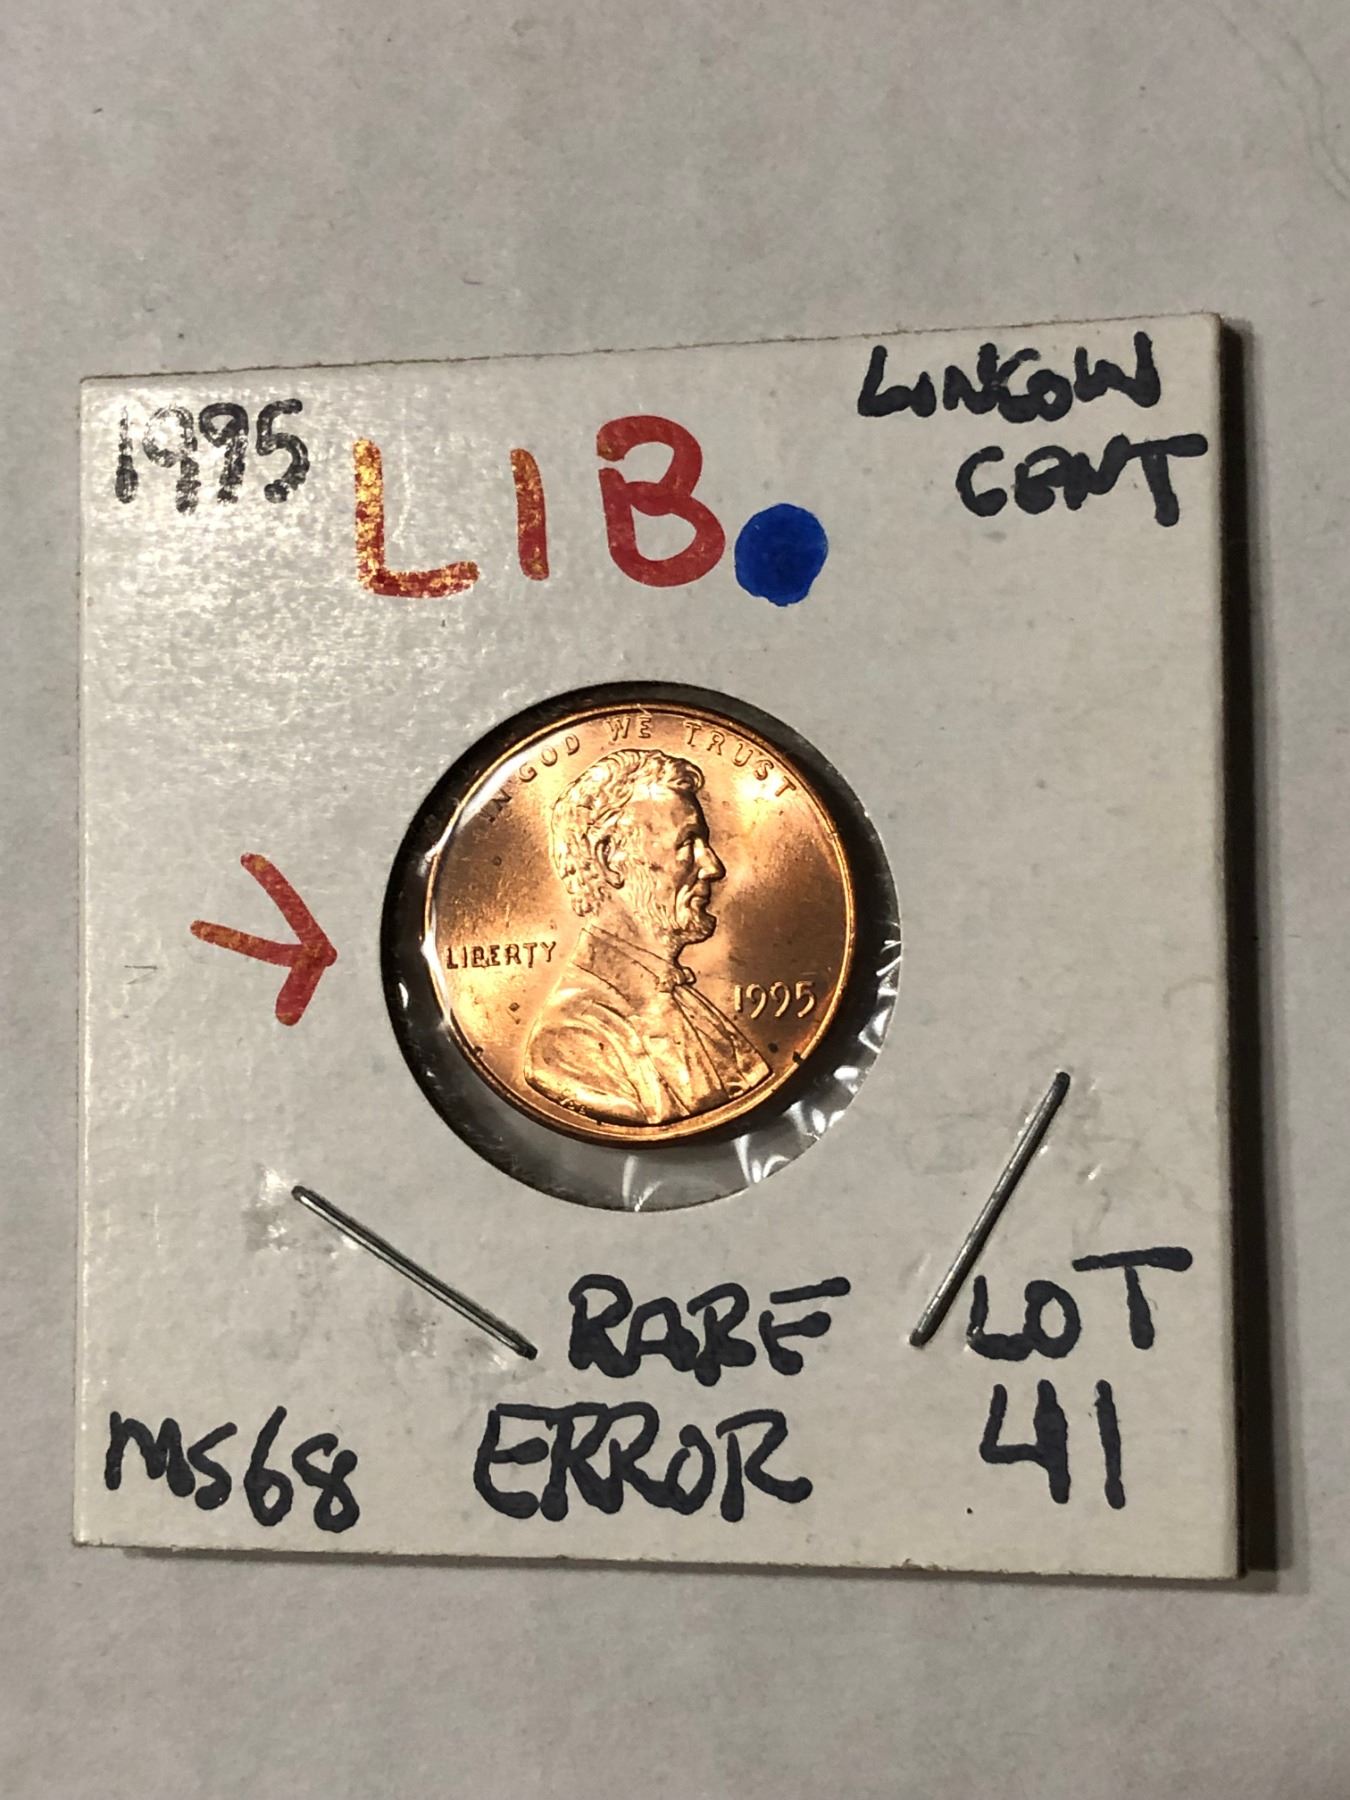 1995
LIB
LINCOLN
CENT
IN GOD WE TRUST
LIBERTY
1995
RARE
ERROR
LOT
41
MS68